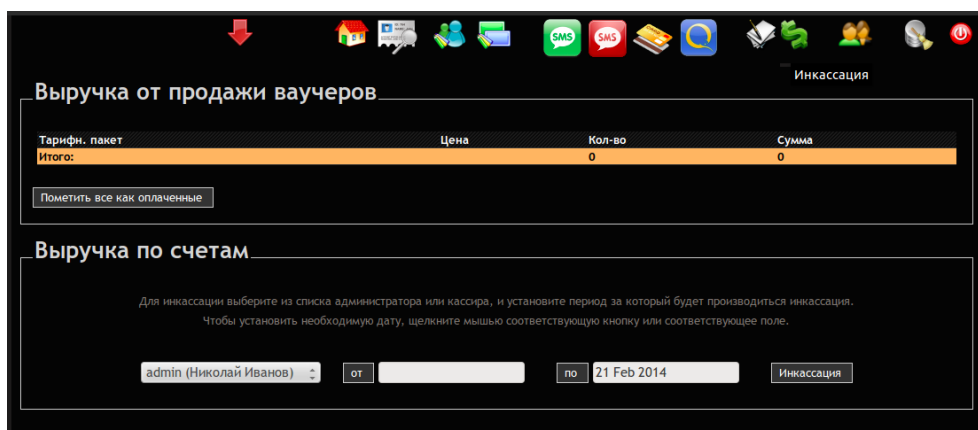 SMS SMS
Инкассация
Выручка от продажи ваучеров
Тарифн. пакет Цена Кол-во Сумма
Итого: 0 0
Пометить все как оплаченные
Выручка по счетам
Для инкассации выберите из списка администратора или кассира, и установите период за который будет производиться инкассация.
Чтобы установить необходимую дату, щелкните мышью соответствующую кнопку или соответствующее поле.
admin (Николай Иванов) от по 21 Feb 2014 Инкассация